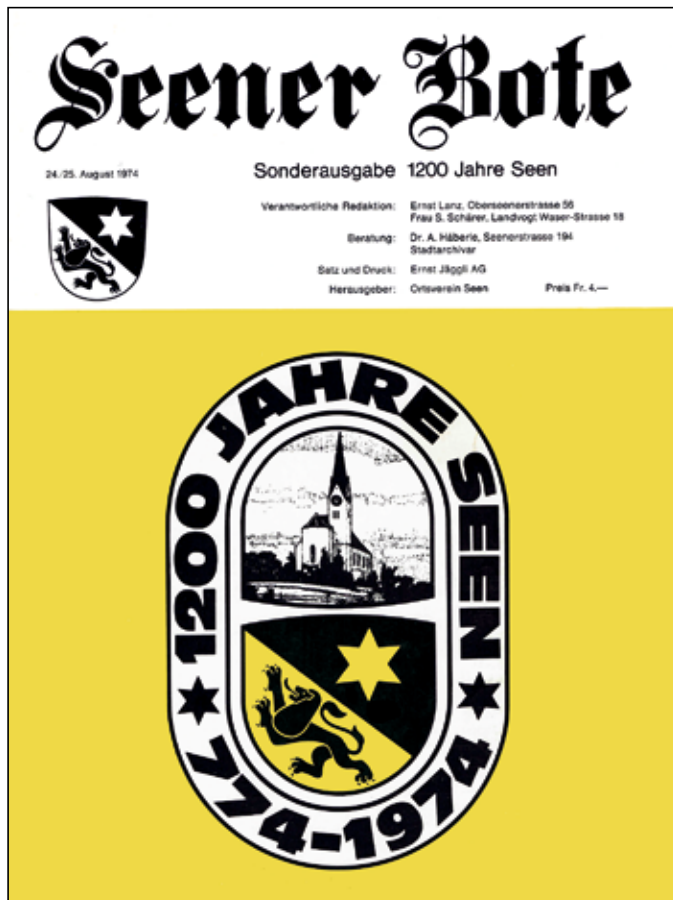 Seener Bote
24./25. August 1974
Sonderausgabe 1200 Jahre Seen
Verantwortliche Redaktion: Ernst Lanz, Oberseenerstrasse 56
Frau S. Schärer, Landvogt Waser-Strasse 18
Beratung: Dr. A. Häberle, Seenerstrasse 194
Stadtarchivar
Satz und Druck: Ernst Jäggli AG
Herausgeber: Ortsverein Seen Preis Fr. 4.—
1200 JAHRE SEEN
774-1974